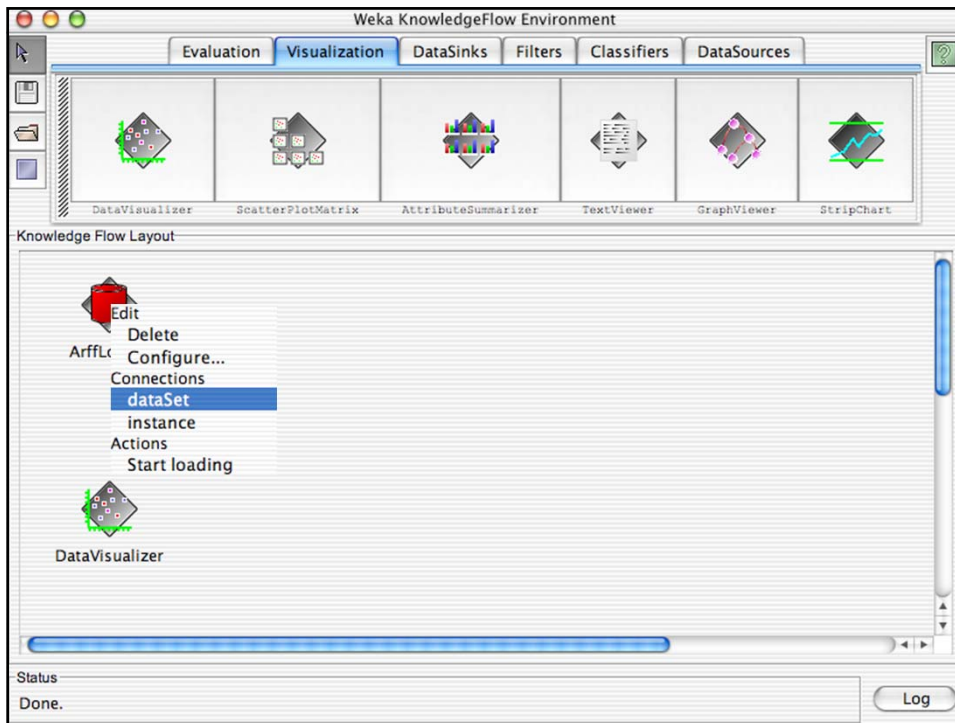 Weka KnowledgeFlow Environment
Evaluation Visualization DataSinks Filters Classifiers DataSources
DataVisualizer ScatterPlotMatrix AttributeSummarizer TextViewer GraphViewer StripChart
Knowledge Flow Layout
Edit
Delete
ArffLo
Configure...
Connections
dataSet
instance
Actions
Start loading
DataVisualizer
Status
Done.
Log